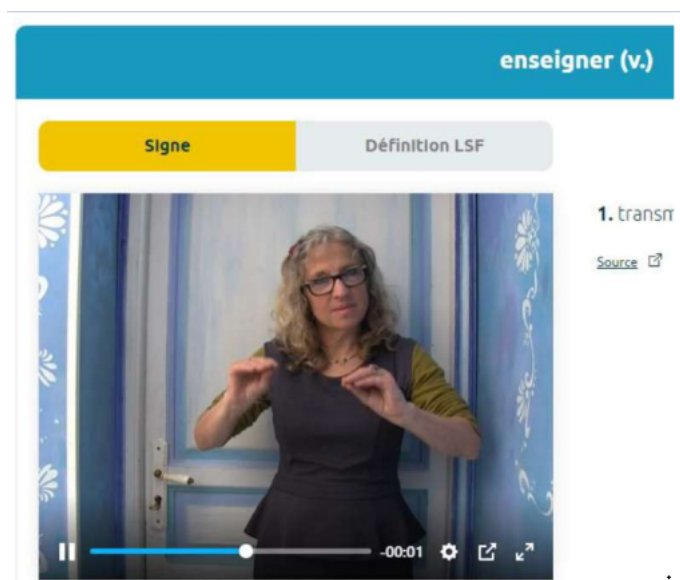 enseigner (v.)
Signe
Définition LSF
1. transm
Source
-00:01